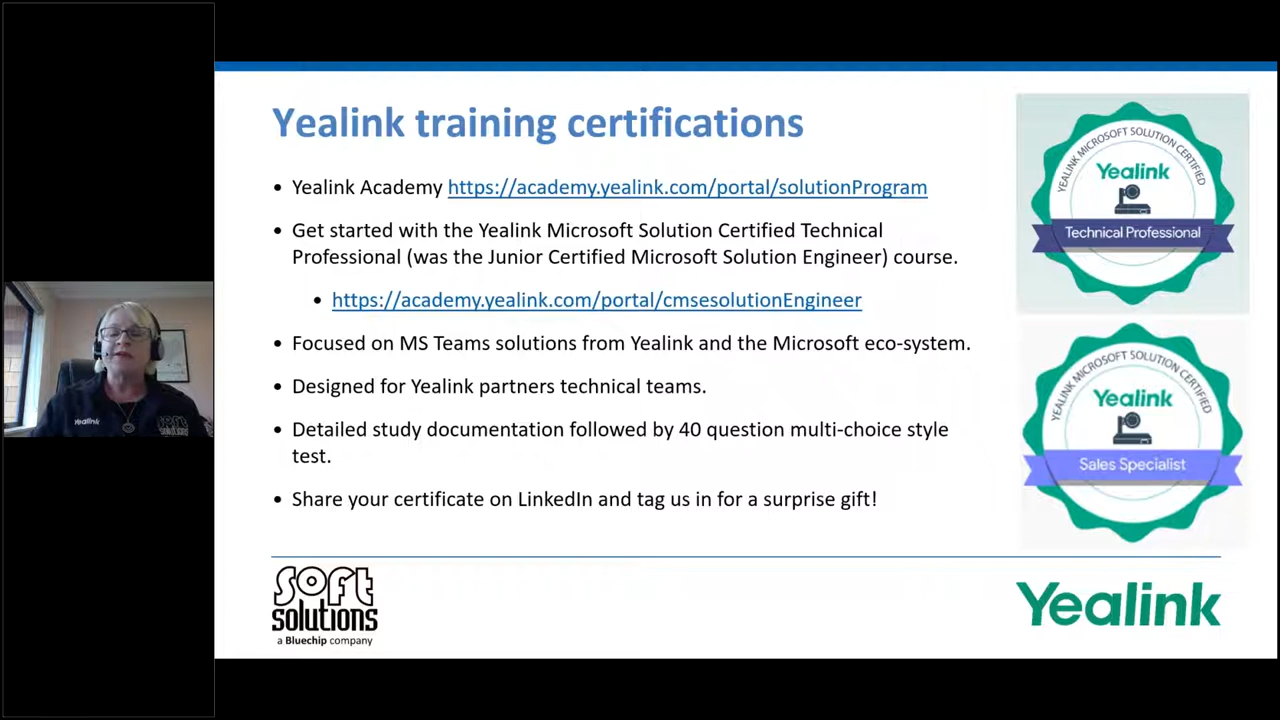 Yealink training certifications
• Yealink Academy https://academy.yealink.com/portal/solutionProgram
• Get started with the Yealink Microsoft Solution Certified Technical
Professional (was the Junior Certified Microsoft Solution Engineer) course.
• https://academy.yealink.com/portal/cmsesolutionEngineer
• Focused on MS Teams solutions from Yealink and the Microsoft eco-system.
• Designed for Yealink partners technical teams.
• Detailed study documentation followed by 40 question multi-choice style
test.
• Share your certificate on LinkedIn and tag us in for a surprise gift!
YEALINK MICROSOFT SOLUTION CERTIFIED
Yealink
Technical Professional
YEALINK MICROSOFT SOLUTION CERTIFIED
Yealink
Sales Specialist
Yealink
soft
solutions
soft
solutions
a Bluechip company
Yealink